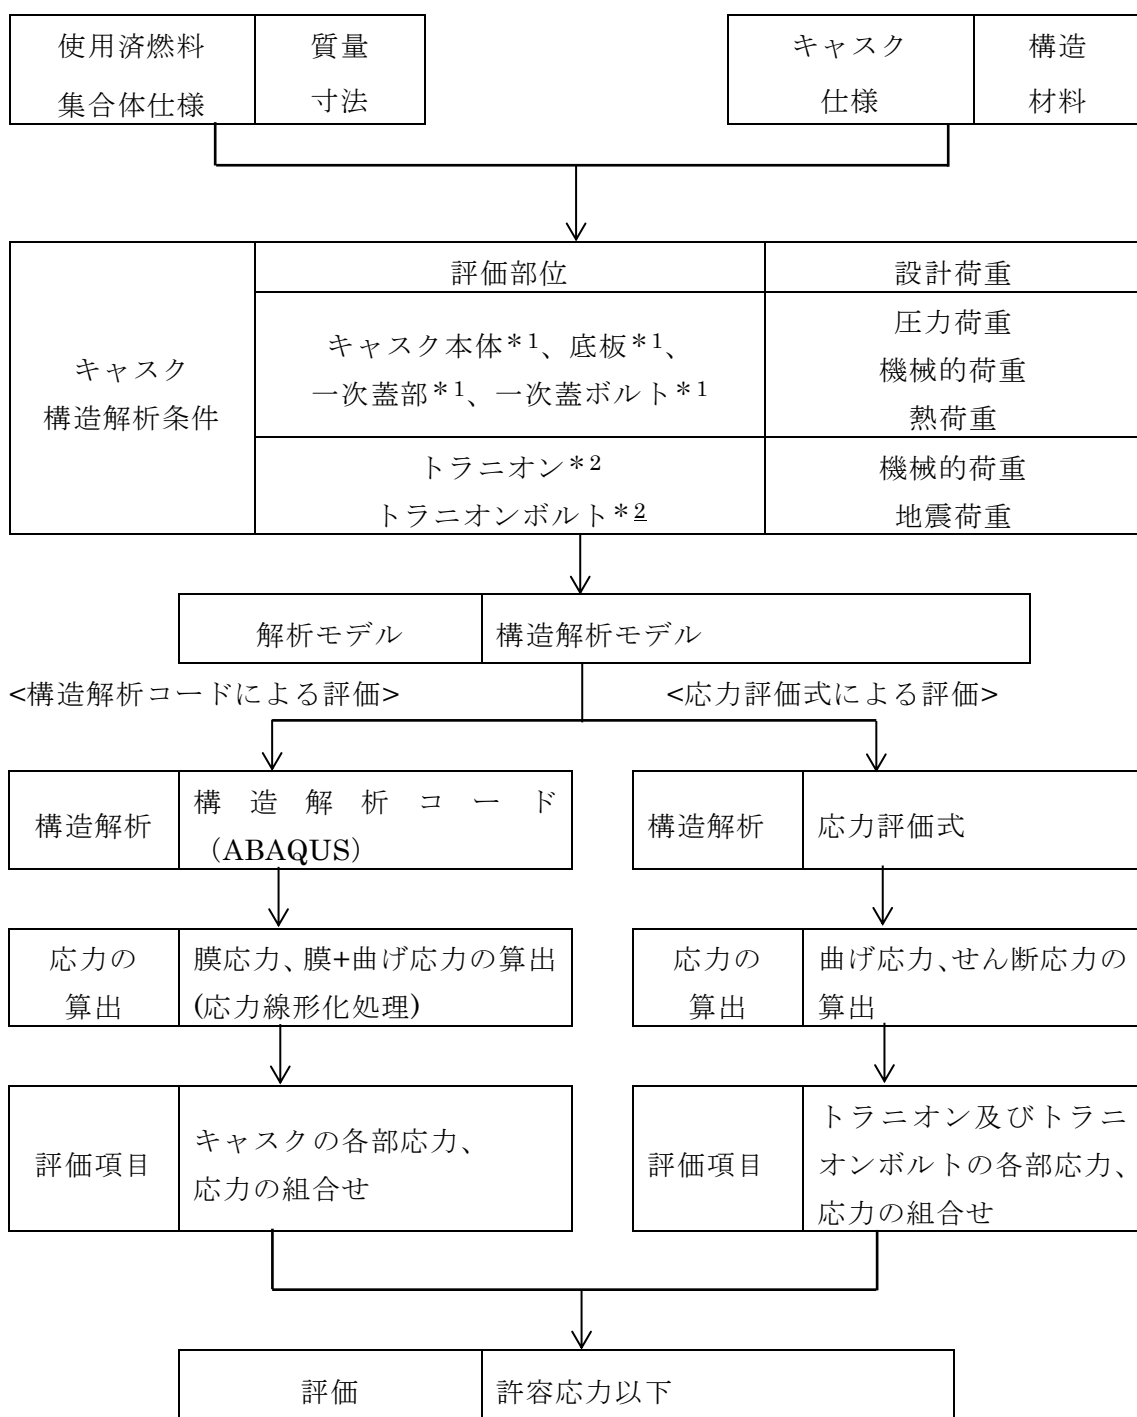 使用済燃料
集合体仕様
質量
寸法
キャスク
仕様
構造
材料
キャスク
構造解析条件
評価部位
設計荷重
キャスク本体*1、底板*1、
一次蓋部*1、一次蓋ボルト*1
圧力荷重
機械的荷重
熱荷重
トラニオン*2
トラニオンボルト*2
機械的荷重
地震荷重
解析モデル
構造解析モデル
<構造解析コードによる評価>
<応力評価式による評価>
構造解析
構造解析コード
（ABAQUS）
構造解析
応力評価式
応力の
算出
膜応力、膜+曲げ応力の算出
(応力線形化処理)
応力の
算出
曲げ応力、せん断応力の
算出
評価項目
キャスクの各部応力、
応力の組合せ
評価項目
トラニオン及びトラニ
オンボルトの各部応力、
応力の組合せ
評価
許容応力以下